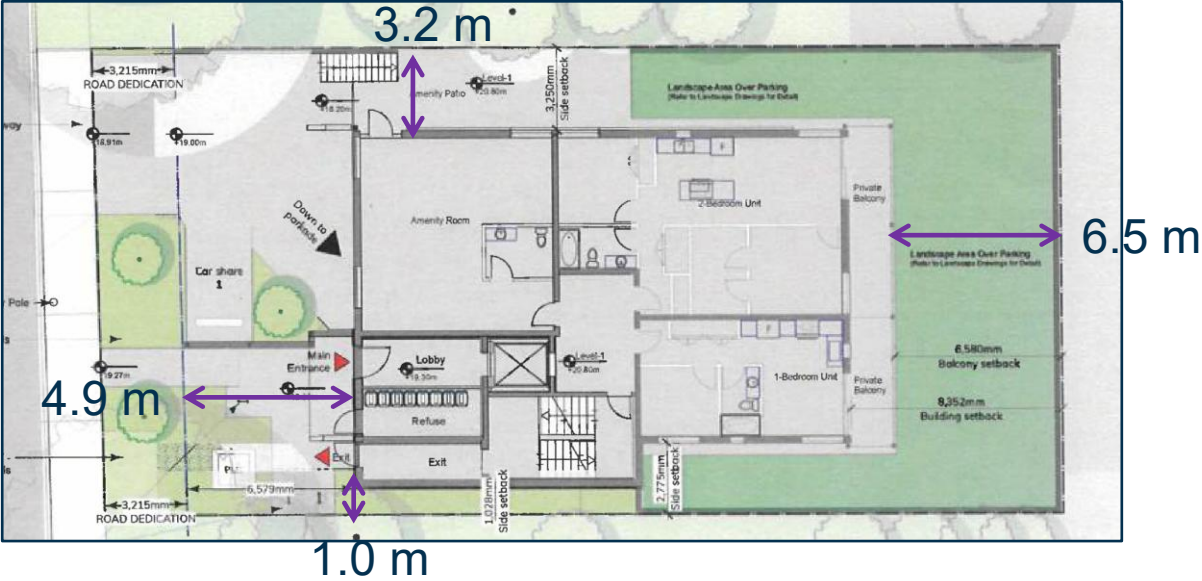 3.2 m
3,215mm
ROAD DEDICATION
Level-1
+20.80m
Amenity Patio
3,250mm
Side setback
Landscape Area Over Parking
(Refer to Landscape Drawings for Detail)
+18.20m
way
18.91m
+19.00m
Private
Balcony
F
2-Bedroom Unit
Amenity Room
Down to
parkade
6.5 m
Landscape Area Over Parking
(Refer to Landscape Drawings for Detail)
Car share
1
Pole
Main
Entrance
Lobby
+19.30m
Level-1
+20.80m
F
1-Bedroom Unit
6,580mm
Balcony setback
19.27m
4.9 m
Private
Balcony
8,352mm
Building setback
Refuse
Exit
Exit
6,579mm
1,028mm
Side setback
2,775mm
Side setback
3,215mm
ROAD DEDICATION
1.0 m